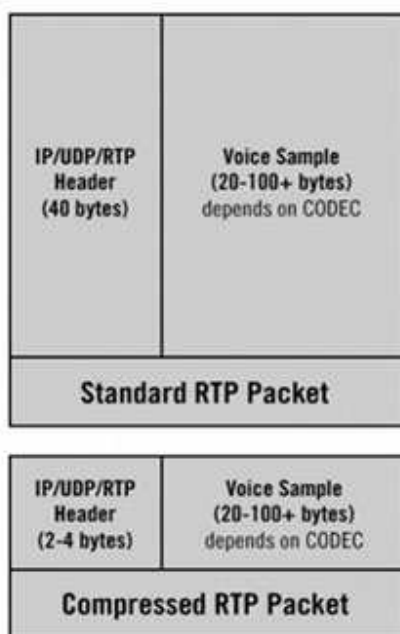 IP/UDP/RTP
Header
(40 bytes)
Voice Sample
(20-100+ bytes)
depends on CODEC
Standard RTP Packet
IP/UDP/RTP
Header
(2-4 bytes)
Voice Sample
(20-100+ bytes)
depends on CODEC
Compressed RTP Packet